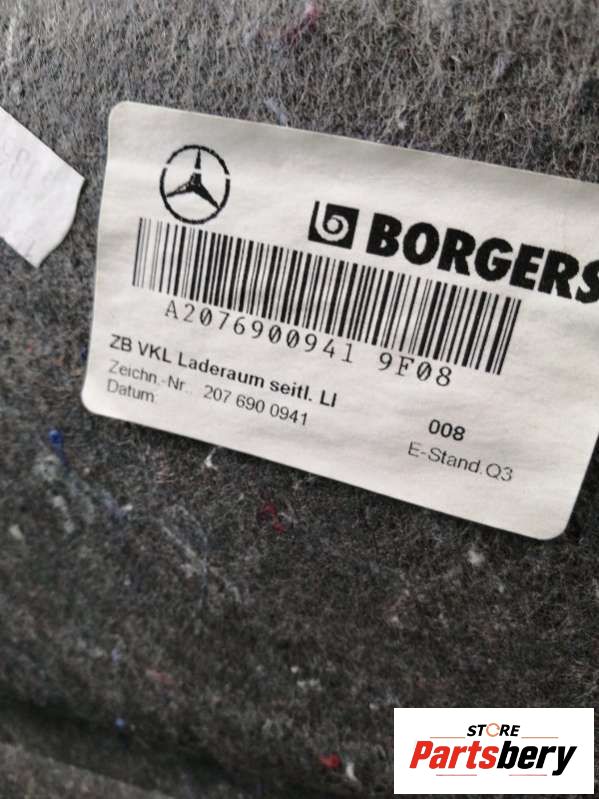 BORGERS
A2076900941 9F08
ZB VKL Laderaum seitl. LI
Zeichn.-Nr.: 207 690 0941
Datum:
008
E-Stand.Q3
STORE
Partsbery